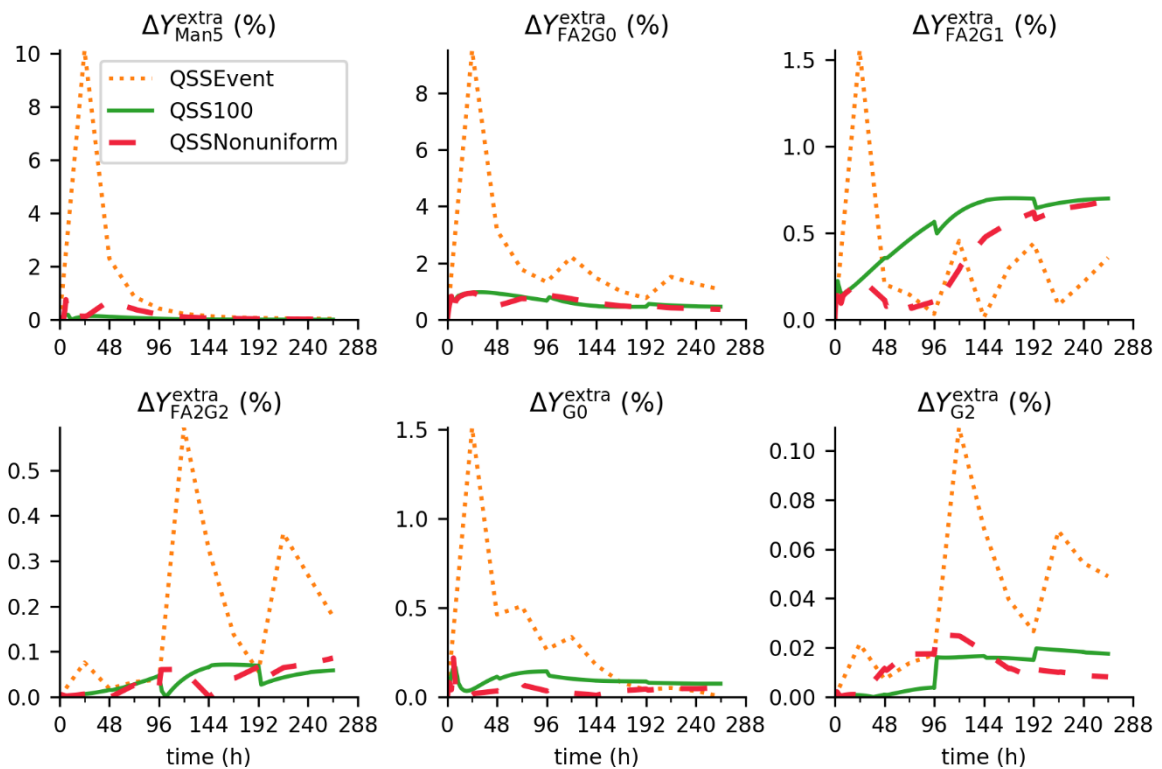 ΔY^extra_Man5 (%)
ΔY^extra_FA2G0 (%)
ΔY^extra_FA2G1 (%)
10
8
6
4
2
0
QSSEvent
QSS100
QSSNonuniform
0 48 96 144 192 240 288
8
6
4
2
0
0 48 96 144 192 240 288
1.5
1.0
0.5
0.0
0 48 96 144 192 240 288
ΔY^extra_FA2G2 (%)
ΔY^extra_G0 (%)
ΔY^extra_G2 (%)
0.5
0.4
0.3
0.2
0.1
0.0
0 48 96 144 192 240 288
time (h)
1.5
1.0
0.5
0.0
0 48 96 144 192 240 288
time (h)
0.10
0.08
0.06
0.04
0.02
0.00
0 48 96 144 192 240 288
time (h)